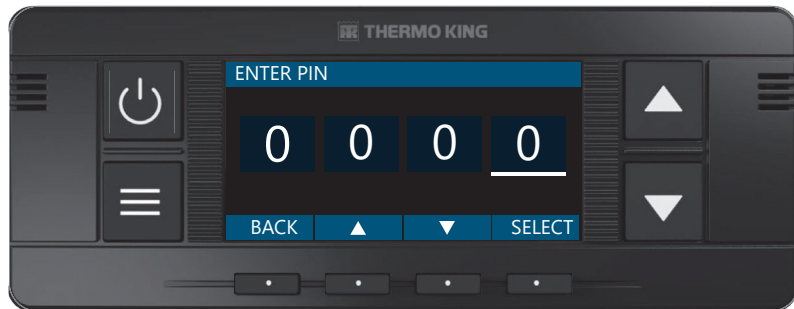 THERMO KING
ENTER PIN
0 0 0 0
BACK ▲ ▼ SELECT